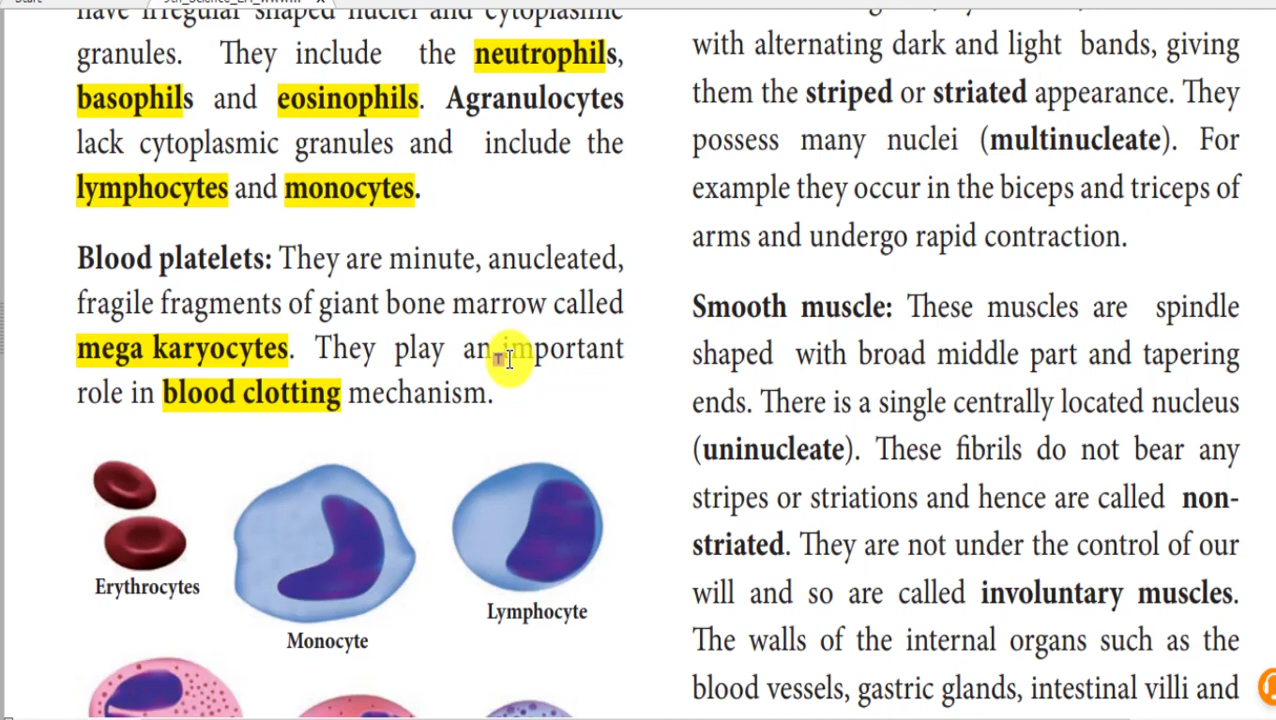 have irregular shaped nuclei and cytoplasmic
granules. They include the neutrophils,
basophils and eosinophils. Agranulocytes
lack cytoplasmic granules and include the
lymphocytes and monocytes.
Blood platelets: They are minute, anucleated,
fragile fragments of giant bone marrow called
mega karyocytes. They play an important
role in blood clotting mechanism.
Erythrocytes
Monocyte
Lymphocyte
with alternating dark and light bands, giving
them the striped or striated appearance. They
possess many nuclei (multinucleate). For
example they occur in the biceps and triceps of
arms and undergo rapid contraction.
Smooth muscle: These muscles are spindle
shaped with broad middle part and tapering
ends. There is a single centrally located nucleus
(uninucleate). These fibrils do not bear any
stripes or striations and hence are called non-
striated. They are not under the control of our
will and so are called involuntary muscles.
The walls of the internal organs such as the
blood vessels, gastric glands, intestinal villi and